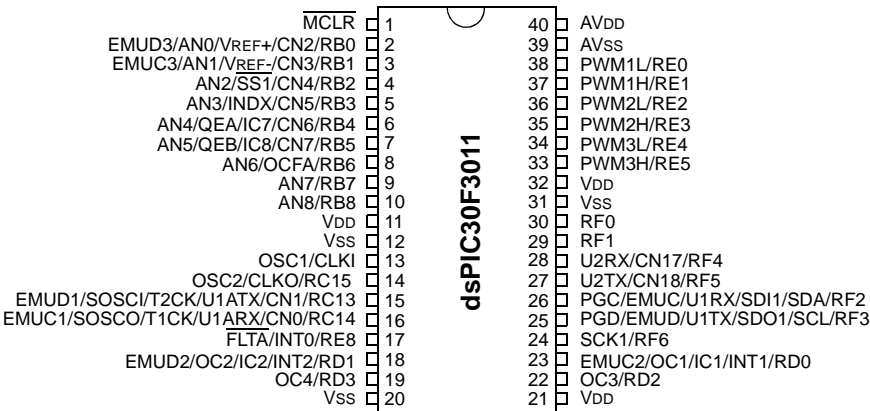 MCLR 1 40 AVDD
EMUD3/AN0/VREF+/CN2/RB0 2 39 AVSS
EMUC3/AN1/VREF-/CN3/RB1 3 38 PWM1L/RE0
AN2/SS1/CN4/RB2 4 37 PWM1H/RE1
AN3/INDX/CN5/RB3 5 36 PWM2L/RE2
AN4/QEA/IC7/CN6/RB4 6 35 PWM2H/RE3
AN5/QEB/IC8/CN7/RB5 7 34 PWM3L/RE4
AN6/OCFA/RB6 8 33 PWM3H/RE5
AN7/RB7 9 32 VDD
AN8/RB8 10 31 VSS
VDD 11 30 RF0
VSS 12 29 RF1
OSC1/CLKI 13 28 U2RX/CN17/RF4
OSC2/CLKO/RC15 14 27 U2TX/CN18/RF5
EMUD1/SOSCI/T2CK/U1ATX/CN1/RC13 15 26 PGC/EMUC/U1RX/SDI1/SDA/RF2
EMUC1/SOSCO/T1CK/U1ARX/CN0/RC14 16 25 PGD/EMUD/U1TX/SDO1/SCL/RF3
FLTA/INT0/RE8 17 24 SCK1/RF6
EMUD2/OC2/IC2/INT2/RD1 18 23 EMUC2/OC1/IC1/INT1/RD0
OC4/RD3 19 22 OC3/RD2
VSS 20 21 VDD
dsPIC30F3011